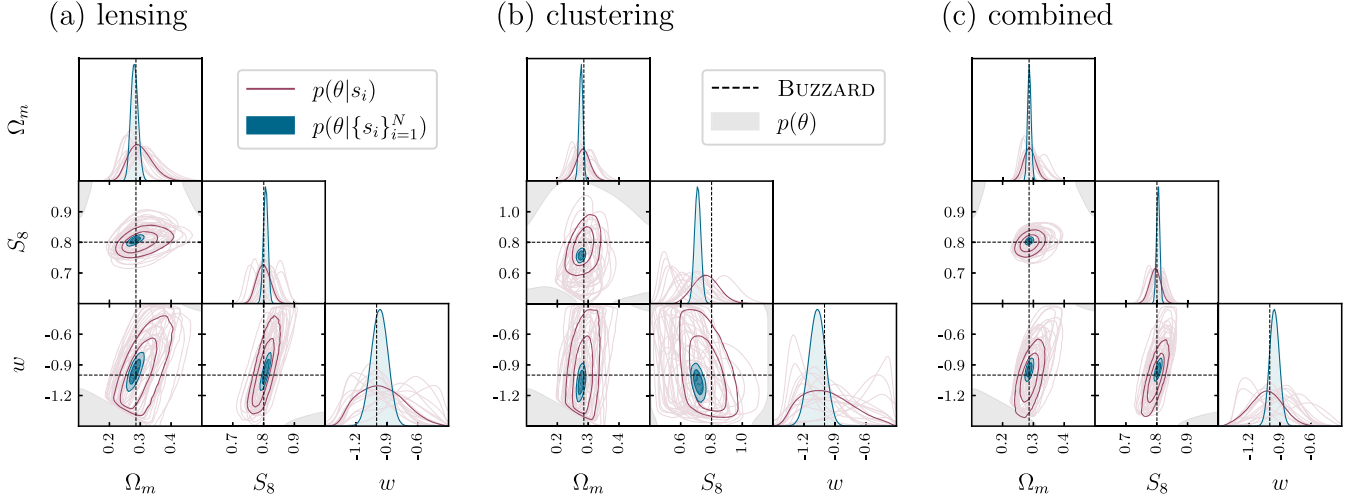 (a) lensing
(b) clustering
(c) combined
p(θ|s_i)
p(θ|{s_i}_{i=1}^N)
BUZZARD
p(θ)
Ω_m
0.9
0.8
0.7
S_8
-0.6
-0.9
-1.2
w
0.2 0.3 0.4
0.7 0.8 0.9
-1.2 -0.9 -0.6
Ω_m S_8 w
1.0
0.8
0.6
-0.6
-0.9
-1.2
0.2 0.3 0.4
0.6 0.8 1.0
-1.2 -0.9 -0.6
Ω_m S_8 w
0.9
0.8
0.7
-0.6
-0.9
-1.2
0.2 0.3 0.4
0.7 0.8 0.9
-1.2 -0.9 -0.6
Ω_m S_8 w